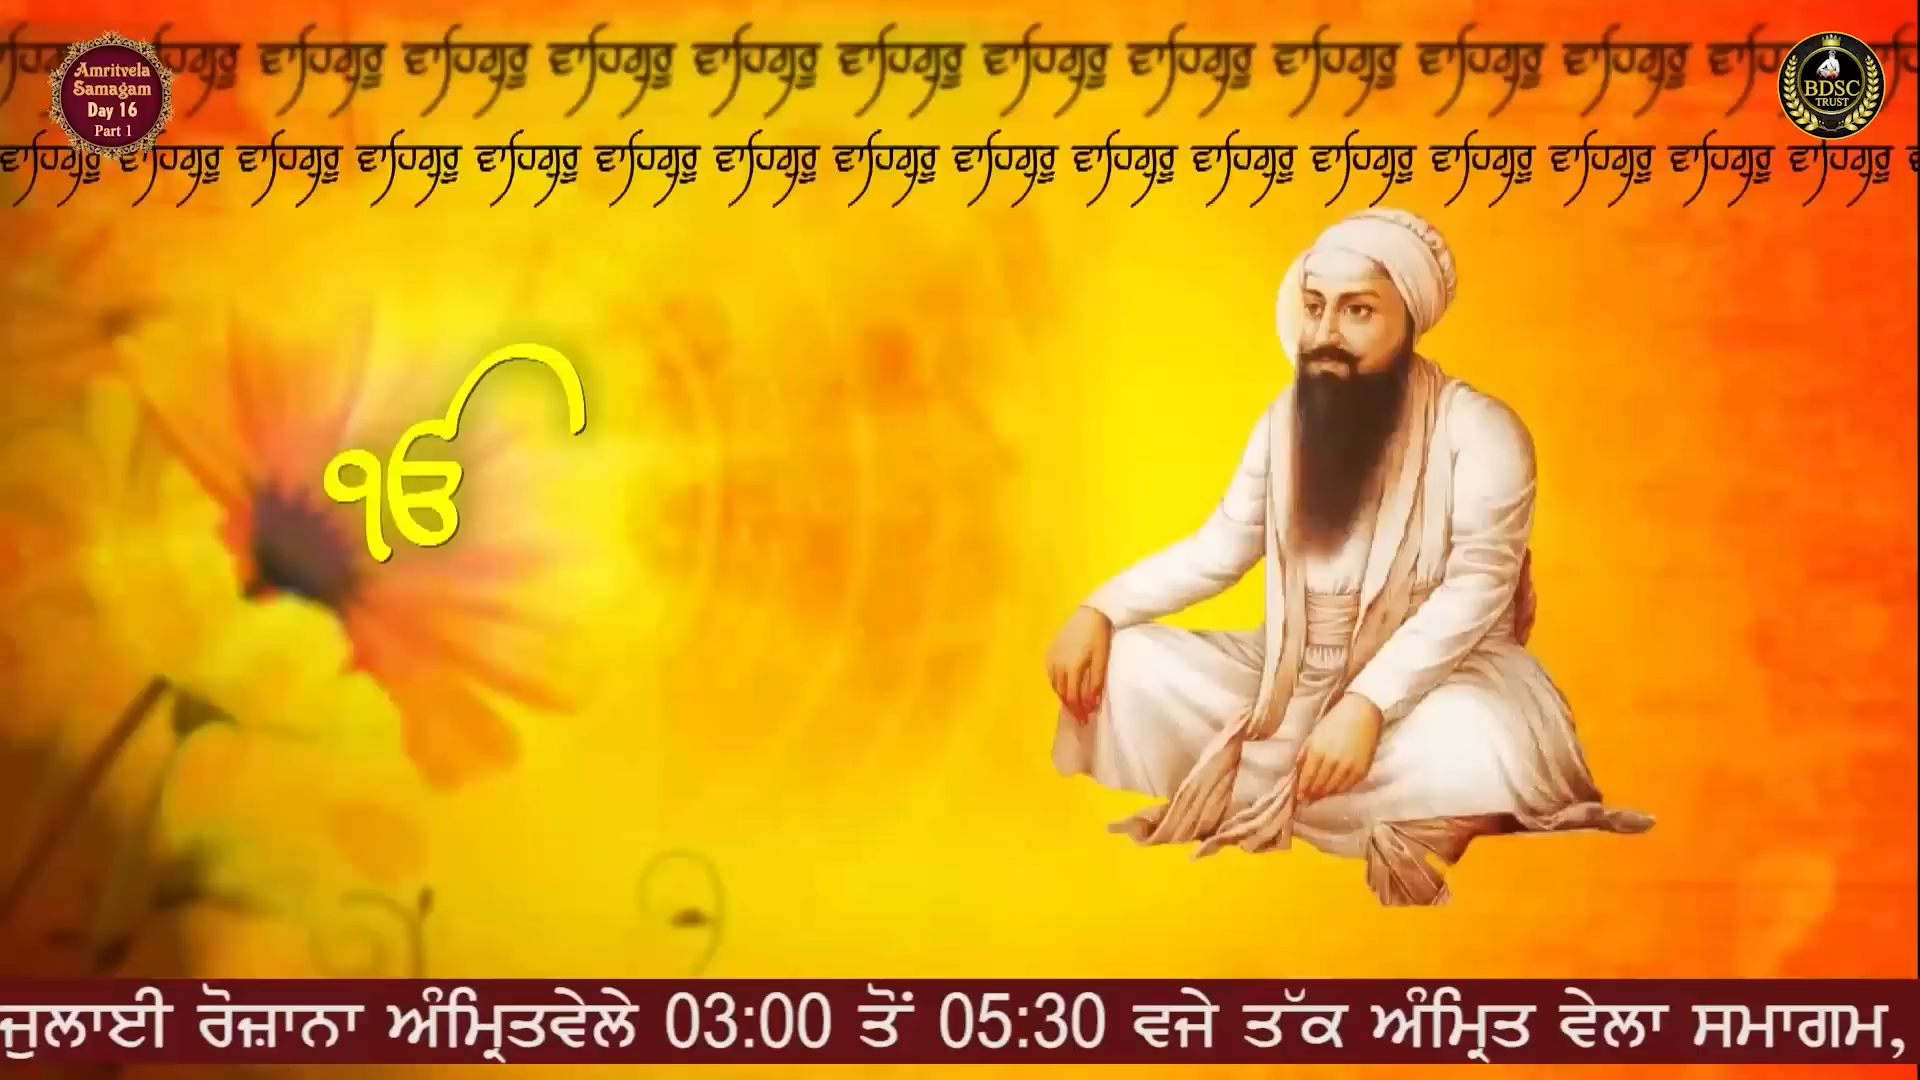 ਵਾਹਿਗੁਰੂ ਵਾਹਿਗੁਰੂ ਵਾਹਿਗੁਰੂ ਵਾਹਿਗੁਰੂ ਵਾਹਿਗੁਰੂ ਵਾਹਿਗੁਰੂ ਵਾਹਿਗੁਰੂ ਵਾਹਿਗੁਰੂ ਵਾਹਿਗੁਰੂ ਵਾਹਿਗੁਰੂ
Amritvela
Samagam
Day 16
Part 1
BDSC
TRUST
ਵਾਹਿਗੁਰੂ ਵਾਹਿਗੁਰੂ ਵਾਹਿਗੁਰੂ ਵਾਹਿਗੁਰੂ ਵਾਹਿਗੁਰੂ ਵਾਹਿਗੁਰੂ ਵਾਹਿਗੁਰੂ ਵਾਹਿਗੁਰੂ ਵਾਹਿਗੁਰੂ ਵਾਹਿਗੁਰੂ ਵਾਹਿਗੁਰੂ ਵਾਹਿਗੁਰੂ ਵਾਹਿਗੁਰੂ ਵਾਹਿਗੁਰੂ ਵਾਹਿਗੁਰੂ ਵਾਹਿਗੁਰੂ
ੴ
ਜੁਲਾਈ ਰੋਜ਼ਾਨਾ ਅੰਮ੍ਰਿਤਵੇਲੇ 03:00 ਤੋਂ 05:30 ਵਜੇ ਤੱਕ ਅੰਮ੍ਰਿਤ ਵੇਲਾ ਸਮਾਗਮ,